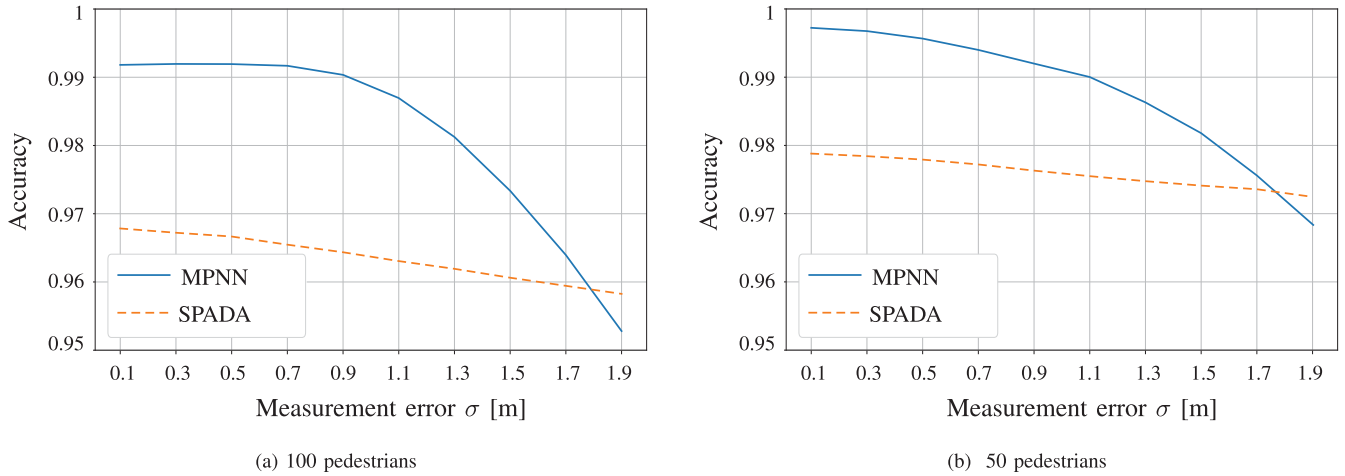 1
0.99
0.98
0.97
0.96
0.95
Accuracy
MPNN
SPADA
0.1 0.3 0.5 0.7 0.9 1.1 1.3 1.5 1.7 1.9
Measurement error σ [m]
(a) 100 pedestrians
1
0.99
0.98
0.97
0.96
0.95
Accuracy
MPNN
SPADA
0.1 0.3 0.5 0.7 0.9 1.1 1.3 1.5 1.7 1.9
Measurement error σ [m]
(b) 50 pedestrians